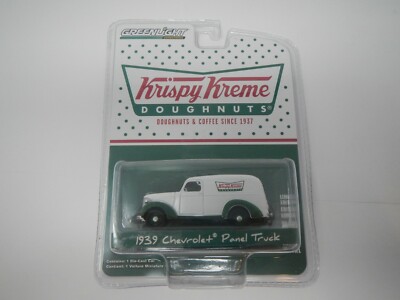 GREENLIGHT
Krispy Kreme
DOUGHNUTS®
DOUGHNUTS & COFFEE SINCE 1937
1939 Chevrolet® Panel Truck